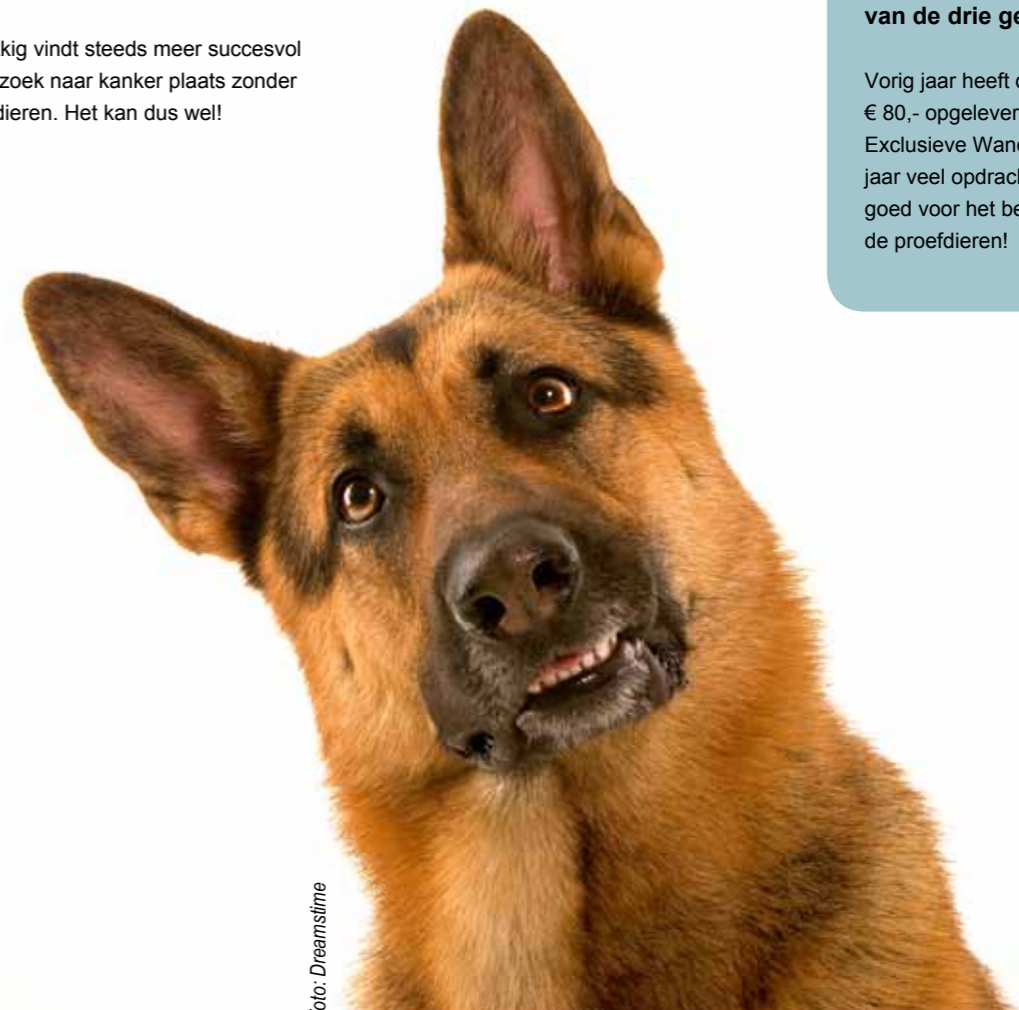 kig vindt steeds meer succesvol
zoek naar kanker plaats zonder
dieren. Het kan dus wel!
van de drie ge
Vorig jaar heeft
€ 80,- opgelever
Exclusieve Wand
jaar veel opdrach
goed voor het be
de proefdieren!
oto: Dreamstime